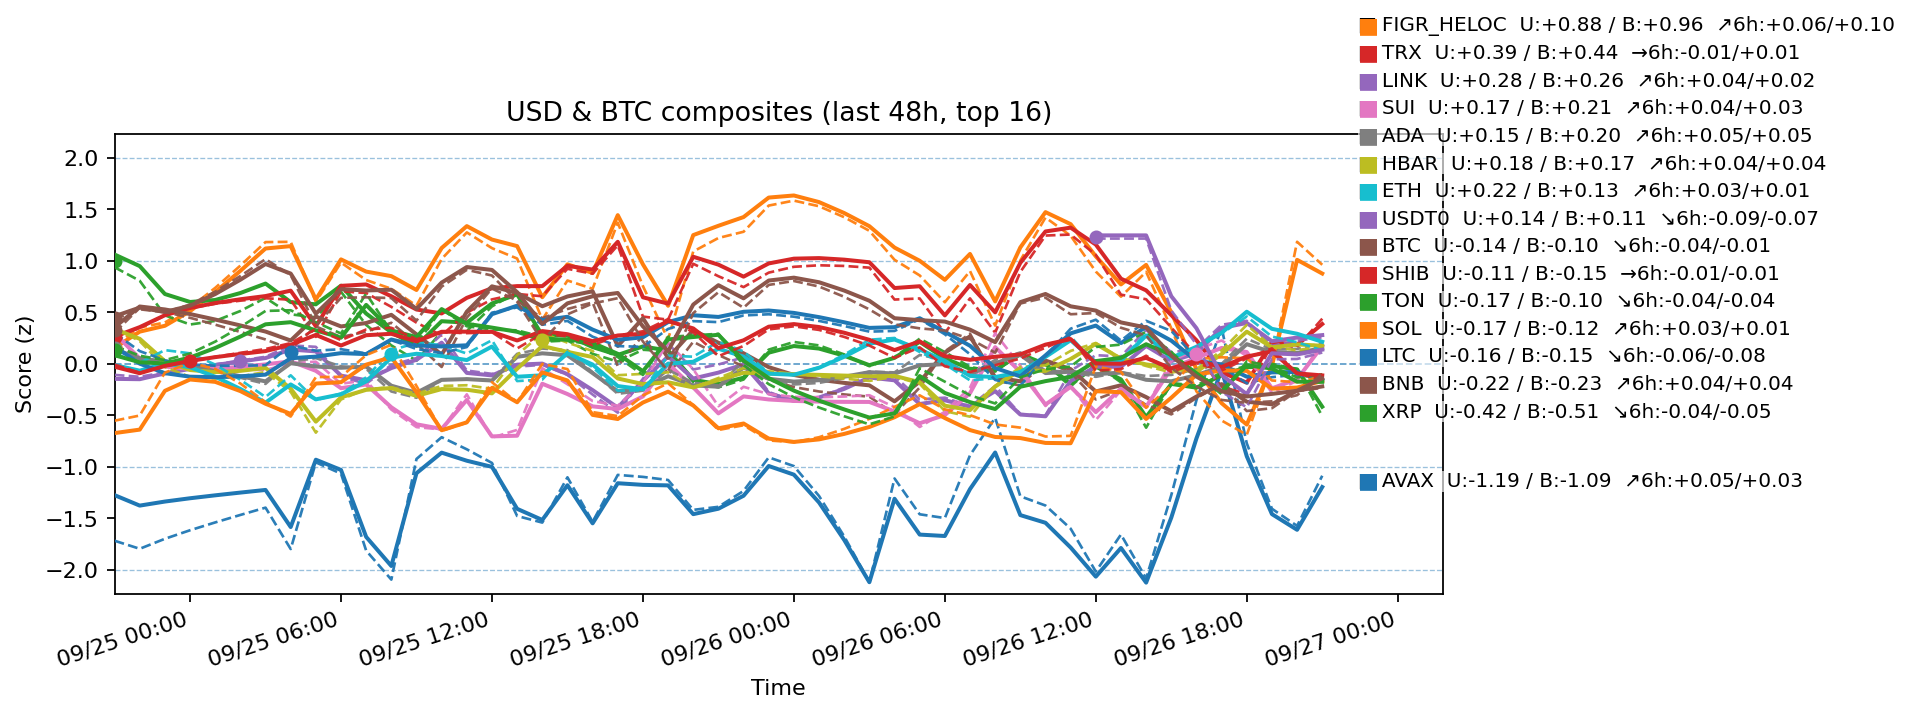 FIGR_HELOC U:+0.88 / B:+0.96 ↗6h:+0.06/+0.10
TRX U:+0.39 / B:+0.44 →6h:-0.01/+0.01
LINK U:+0.28 / B:+0.26 ↗6h:+0.04/+0.02
SUI U:+0.17 / B:+0.21 ↗6h:+0.04/+0.03
ADA U:+0.15 / B:+0.20 ↗6h:+0.05/+0.05
HBAR U:+0.18 / B:+0.17 ↗6h:+0.04/+0.04
ETH U:+0.22 / B:+0.13 ↗6h:+0.03/+0.01
USDT0 U:+0.14 / B:+0.11 ↘6h:-0.09/-0.07
BTC U:-0.14 / B:-0.10 ↘6h:-0.04/-0.01
SHIB U:-0.11 / B:-0.15 →6h:-0.01/-0.01
TON U:-0.17 / B:-0.10 ↘6h:-0.04/-0.04
SOL U:-0.17 / B:-0.12 ↗6h:+0.03/+0.01
LTC U:-0.16 / B:-0.15 ↘6h:-0.06/-0.08
BNB U:-0.22 / B:-0.23 ↗6h:+0.04/+0.04
XRP U:-0.42 / B:-0.51 ↘6h:-0.04/-0.05
AVAX U:-1.19 / B:-1.09 ↗6h:+0.05/+0.03
USD & BTC composites (last 48h, top 16)
Score (z)
2.0
1.5
1.0
0.5
0.0
−0.5
−1.0
−1.5
−2.0
09/25 00:00
09/25 06:00
09/25 12:00
09/25 18:00
09/26 00:00
09/26 06:00
09/26 12:00
09/26 18:00
09/27 00:00
Time